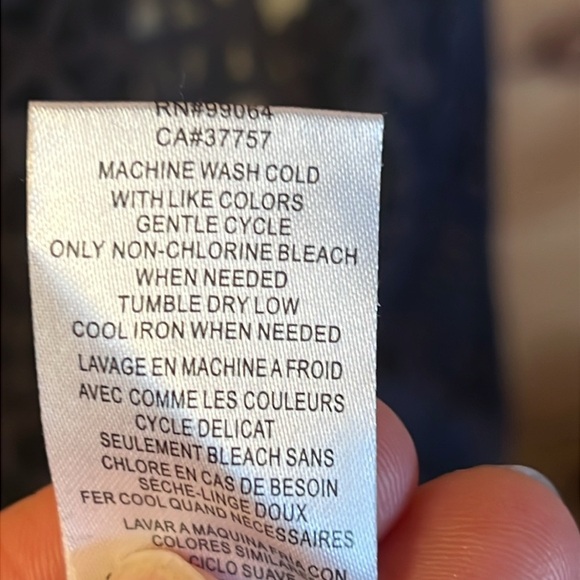 RN#99064
CA#37757
MACHINE WASH COLD
WITH LIKE COLORS
GENTLE CYCLE
ONLY NON-CHLORINE BLEACH
WHEN NEEDED
TUMBLE DRY LOW
COOL IRON WHEN NEEDED
LAVAGE EN MACHINE A FROID
AVEC COMME LES COULEURS
CYCLE DELICAT
SEULEMENT BLEACH SANS
CHLORE EN CAS DE BESOIN
SÈCHE-LINGE DOUX
FER COOL QUAND NECESSAIRES
LAVAR A MAQUINA FRIA CON
COLORES
CICLO SUAVE